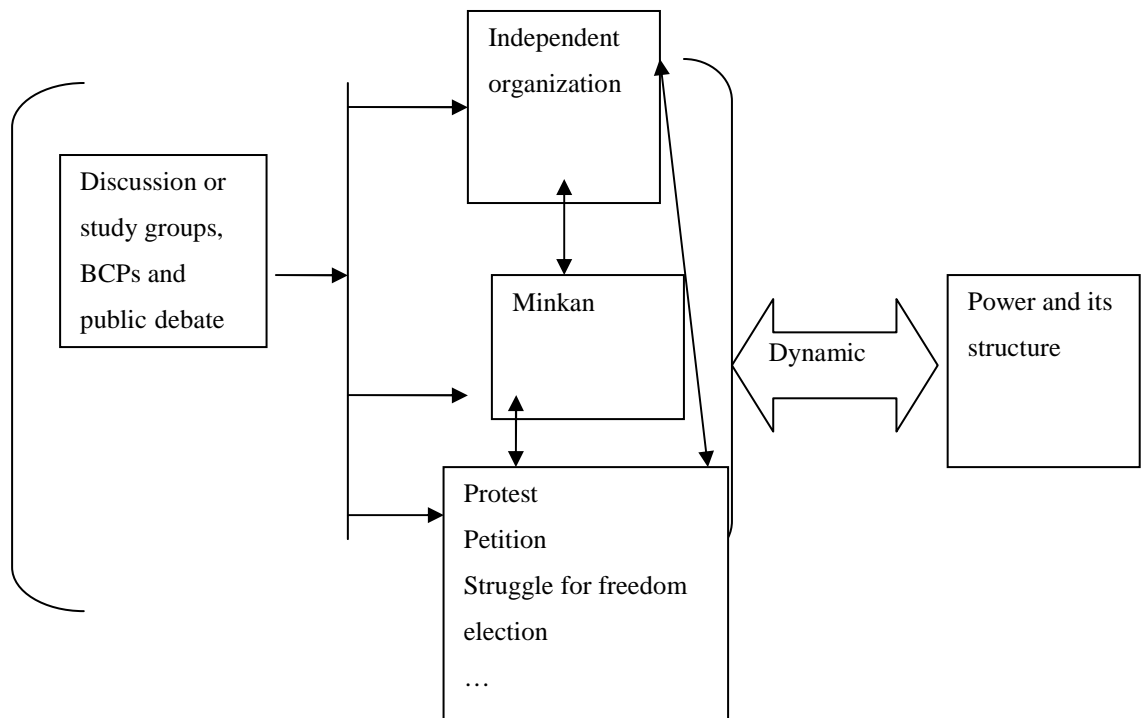 Discussion or
study groups,
BCPs and
public debate
Independent
organization
Minkan
Protest
Petition
Struggle for freedom
election
…
Dynamic
Power and its
structure